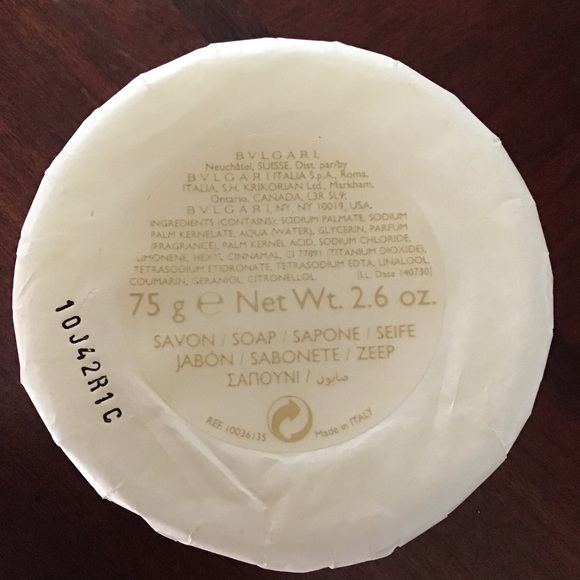 BVLGARI,
Neuchâtel, SUISSE. Dist. par/by
BVLGARI ITALIA S.p.A., Roma,
ITALIA, S.H. KRIKORIAN Ltd., Markham,
Ontario, CANADA, L3R 5L9;
BVLGARI, NY, NY 10019, USA.
INGREDIENTS (CONTAINS): SODIUM PALMATE, SODIUM
PALM KERNELATE, AQUA (WATER), GLYCERIN, PARFUM
(FRAGRANCE), PALM KERNEL ACID, SODIUM CHLORIDE,
LIMONENE, HEXYL CINNAMAL, CI 77891 (TITANIUM DIOXIDE),
TETRASODIUM ETIDRONATE, TETRASODIUM EDTA, LINALOOL,
COUMARIN, GERANIOL, CITRONELLOL. [I.L. Data 140730]
75 g ℮ Net Wt. 2.6 oz.
SAVON / SOAP / SAPONE / SEIFE
JABÓN / SABONETE / ZEEP
ΣΑΠΟΥΝΙ / صابون
REF. 10036135
Made in ITALY
10J42R1C